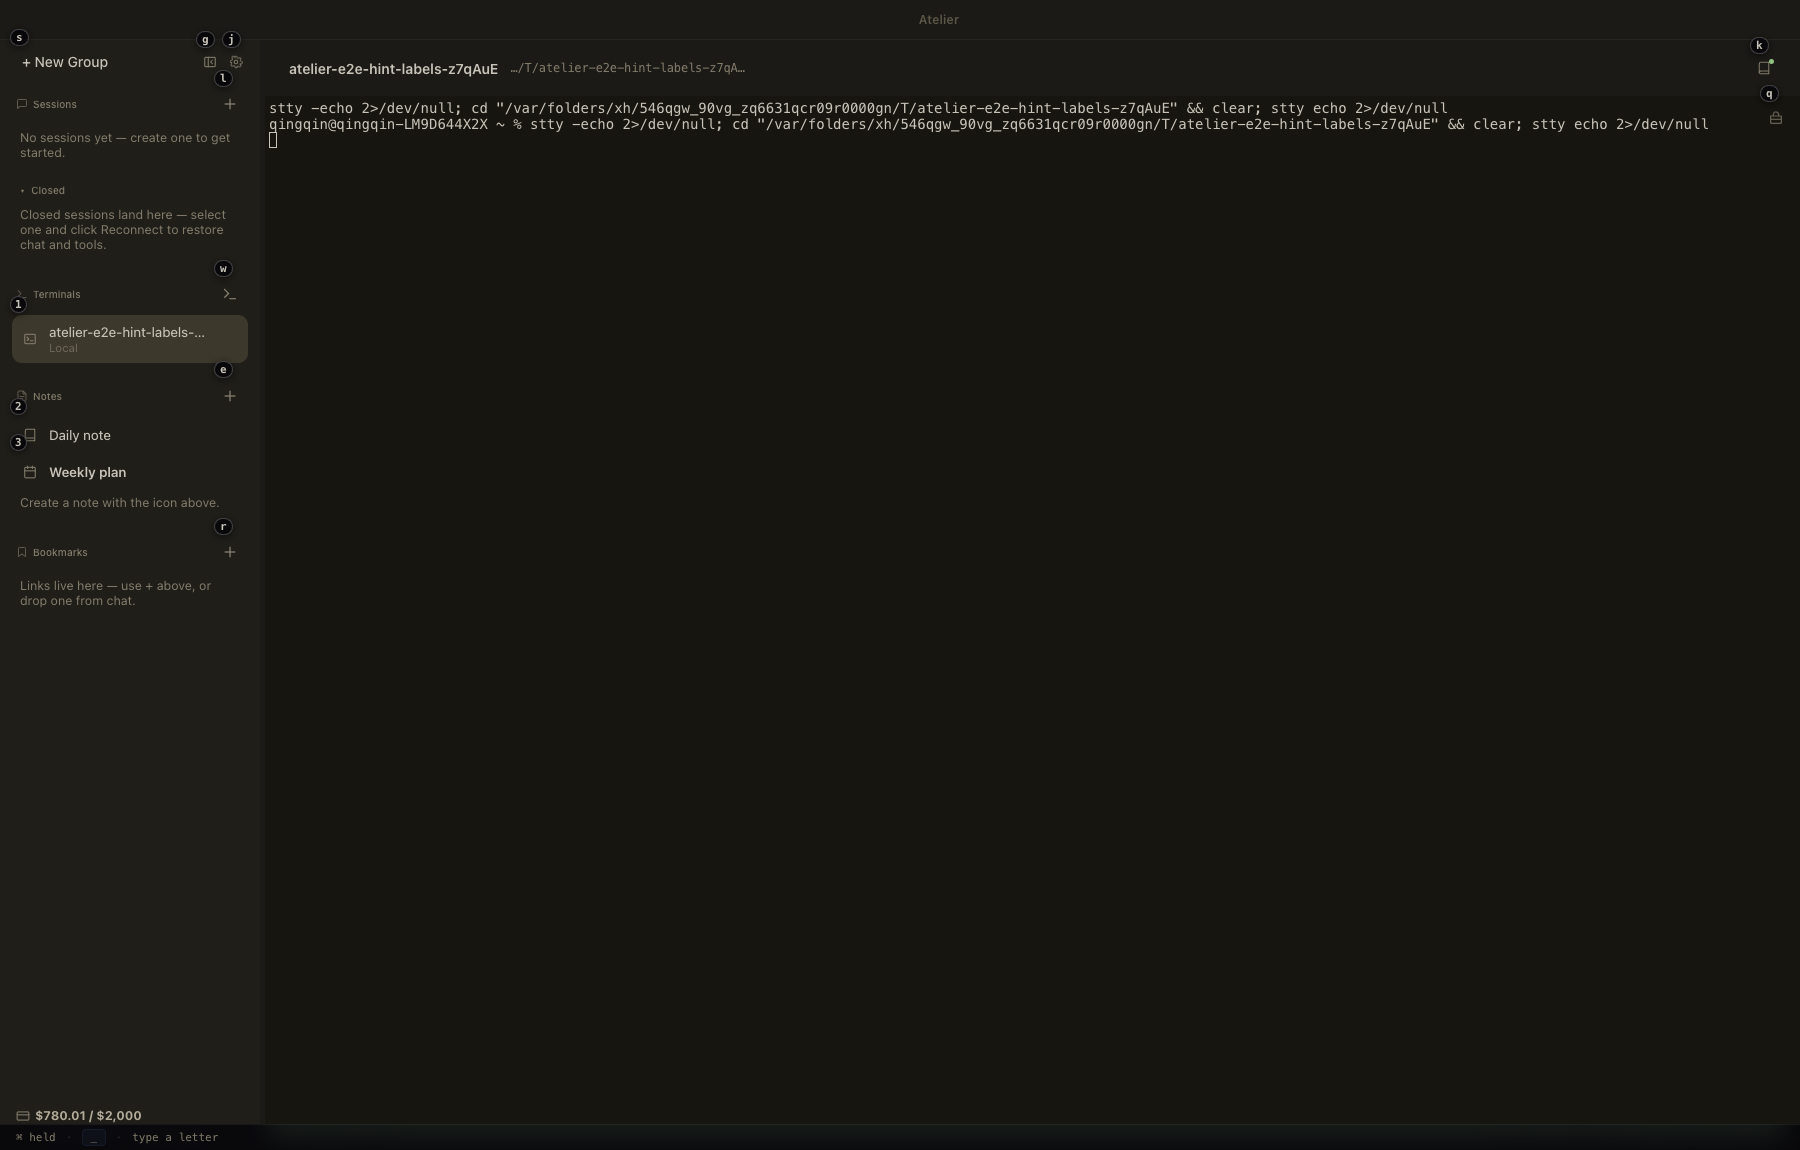 Atelier
s
g
j
k
+ New Group
l
atelier-e2e-hint-labels-z7qAuE …/T/atelier-e2e-hint-labels-z7qA…
q
Sessions
No sessions yet — create one to get
started.
Closed
Closed sessions land here — select
one and click Reconnect to restore
chat and tools.
w
Terminals
1
atelier-e2e-hint-labels-...
Local
e
Notes
2
Daily note
3
Weekly plan
Create a note with the icon above.
r
Bookmarks
Links live here — use + above, or
drop one from chat.
stty -echo 2>/dev/null; cd "/var/folders/xh/546qgw_90vg_zq6631qcr09r0000gn/T/atelier-e2e-hint-labels-z7qAuE" && clear; stty echo 2>/dev/null
qingqin@qingqin-LM9D644X2X ~ % stty -echo 2>/dev/null; cd "/var/folders/xh/546qgw_90vg_zq6631qcr09r0000gn/T/atelier-e2e-hint-labels-z7qAuE" && clear; stty echo 2>/dev/null
$780.01 / $2,000
⌘ held · _ · type a letter